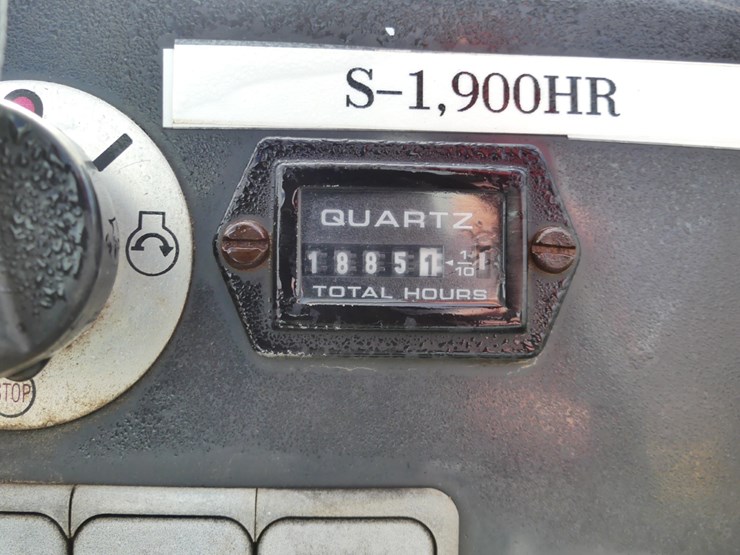 S-1,900HR
QUARTZ
18851 1/10
TOTAL HOURS
STOP